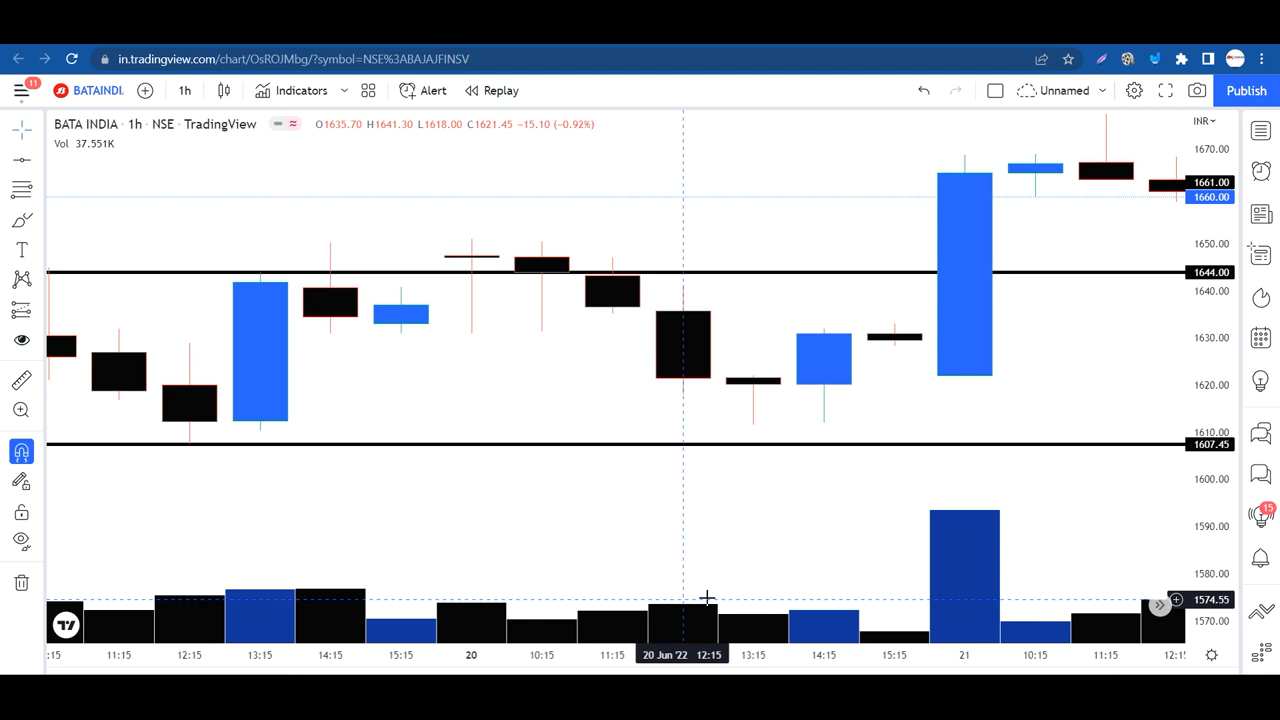 in.tradingview.com/chart/OsROJMbg/?symbol=NSE%3ABAJAJFINSV
11
BATAINDI.
1h
Indicators
Alert
Replay
Unnamed
Publish
BATA INDIA · 1h · NSE · TradingView
O1635.70 H1641.30 L1618.00 C1621.45 −15.10 (−0.92%)
Vol 37.551K
INR
1670.00
1661.00
1660.00
1650.00
1644.00
1640.00
1630.00
1620.00
1610.00
1607.45
1600.00
1590.00
1580.00
1574.55
1570.00
15
:15
11:15
12:15
13:15
14:15
15:15
20
10:15
11:15
20 Jun '22 12:15
13:15
14:15
15:15
21
10:15
11:15
12:1